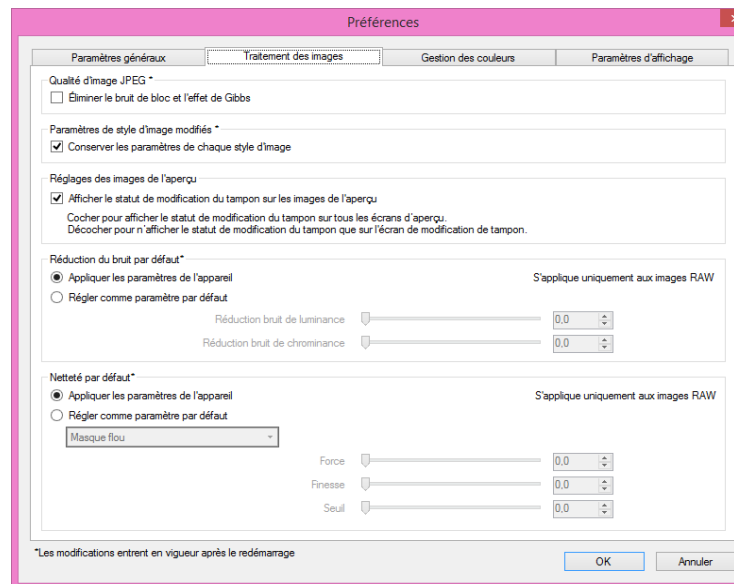 Préférences
Paramètres généraux
Traitement des images
Gestion des couleurs
Paramètres d'affichage
Qualité d'image JPEG *
Éliminer le bruit de bloc et l'effet de Gibbs
Paramètres de style d'image modifiés *
Conserver les paramètres de chaque style d'image
Réglages des images de l'aperçu
Afficher le statut de modification du tampon sur les images de l'aperçu
Cocher pour afficher le statut de modification du tampon sur tous les écrans d'aperçu.
Décocher pour n'afficher le statut de modification du tampon que sur l'écran de modification de tampon.
Réduction du bruit par défaut*
Appliquer les paramètres de l'appareil
S'applique uniquement aux images RAW
Régler comme paramètre par défaut
Réduction bruit de luminance
0,0
Réduction bruit de chrominance
0,0
Netteté par défaut*
Appliquer les paramètres de l'appareil
S'applique uniquement aux images RAW
Régler comme paramètre par défaut
Masque flou
Force
0,0
Finesse
0,0
Seuil
0,0
*Les modifications entrent en vigueur après le redémarrage
OK
Annuler